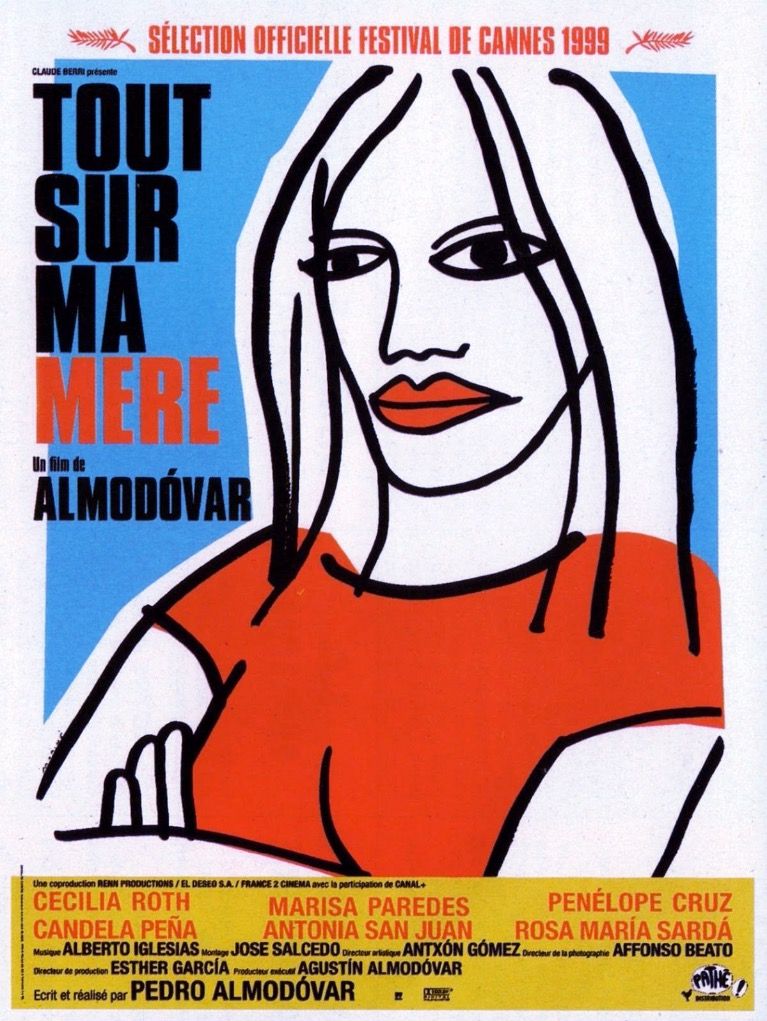 SÉLECTION OFFICIELLE FESTIVAL DE CANNES 1999
CLAUDE BERRI présente
TOUT
SUR
MA
MERE
Un film de
ALMODÓVAR
Une coproduction RENN PRODUCTIONS / EL DESEO S.A. / FRANCE 2 CINEMA avec la participation de CANAL+
CECILIA ROTH MARISA PAREDES PENÉLOPE CRUZ
CANDELA PEÑA ANTONIA SAN JUAN ROSA MARÍA SARDÁ
Musique ALBERTO IGLESIAS Montage JOSE SALCEDO Directeur artistique ANTXÓN GÓMEZ Directeur de la photographie AFFONSO BEATO
Directeur de production ESTHER GARCÍA Producteur exécutif AGUSTÍN ALMODÓVAR
Ecrit et réalisé par PEDRO ALMODÓVAR
DOLBY
DIGITAL
PATHÉ!
DISTRIBUTION